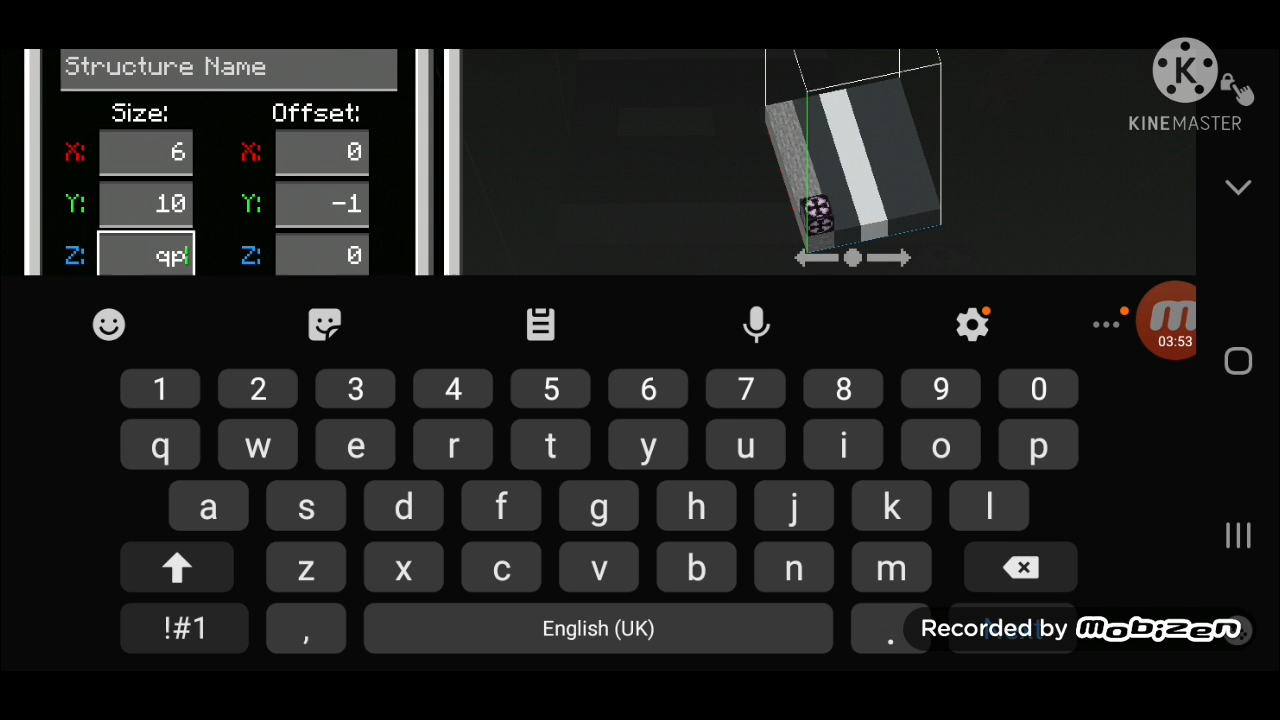 Structure Name
Size: Offset:
X: 6 X: 0
Y: 10 Y: -1
Z: qp Z: 0
K
KINEMASTER
m
03:53
1 2 3 4 5 6 7 8 9 0
q w e r t y u i o p
a s d f g h j k l
z x c v b n m
!#1 , English (UK) .
Recorded by mobizen